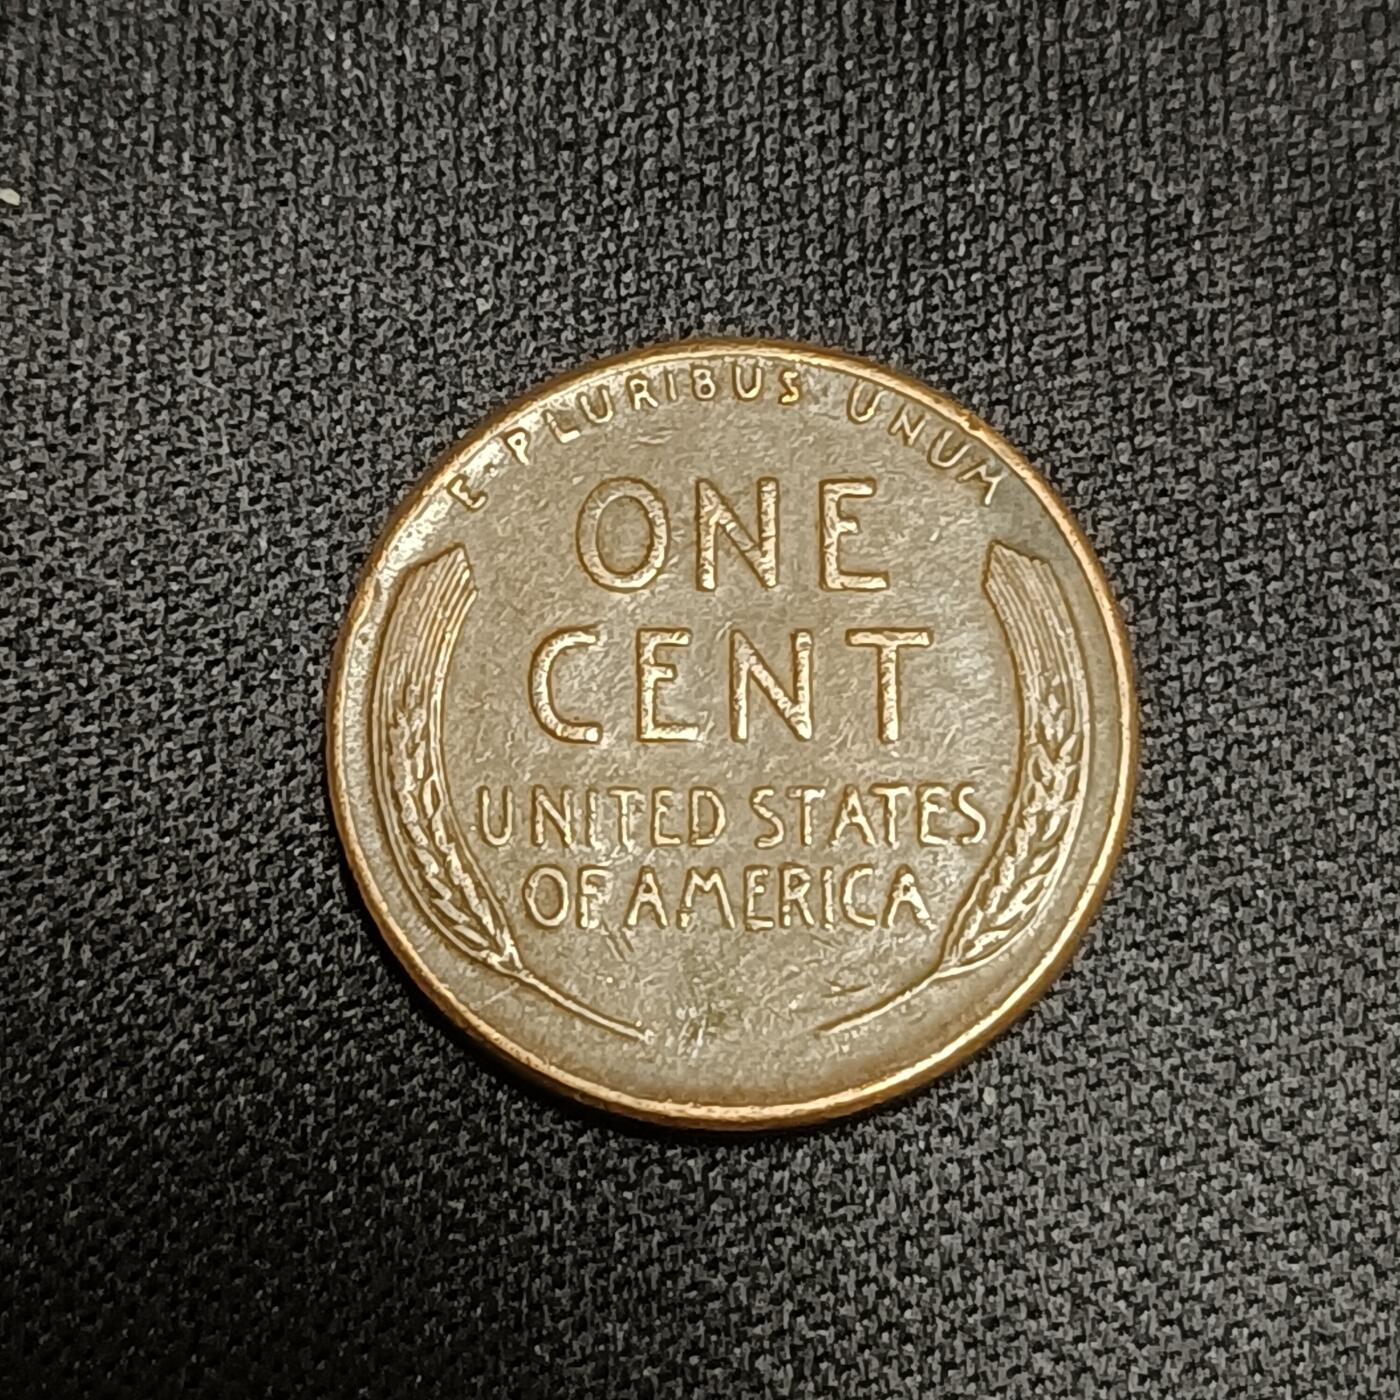 E PLURIBUS UNUM
ONE
CENT
UNITED STATES
OF AMERICA